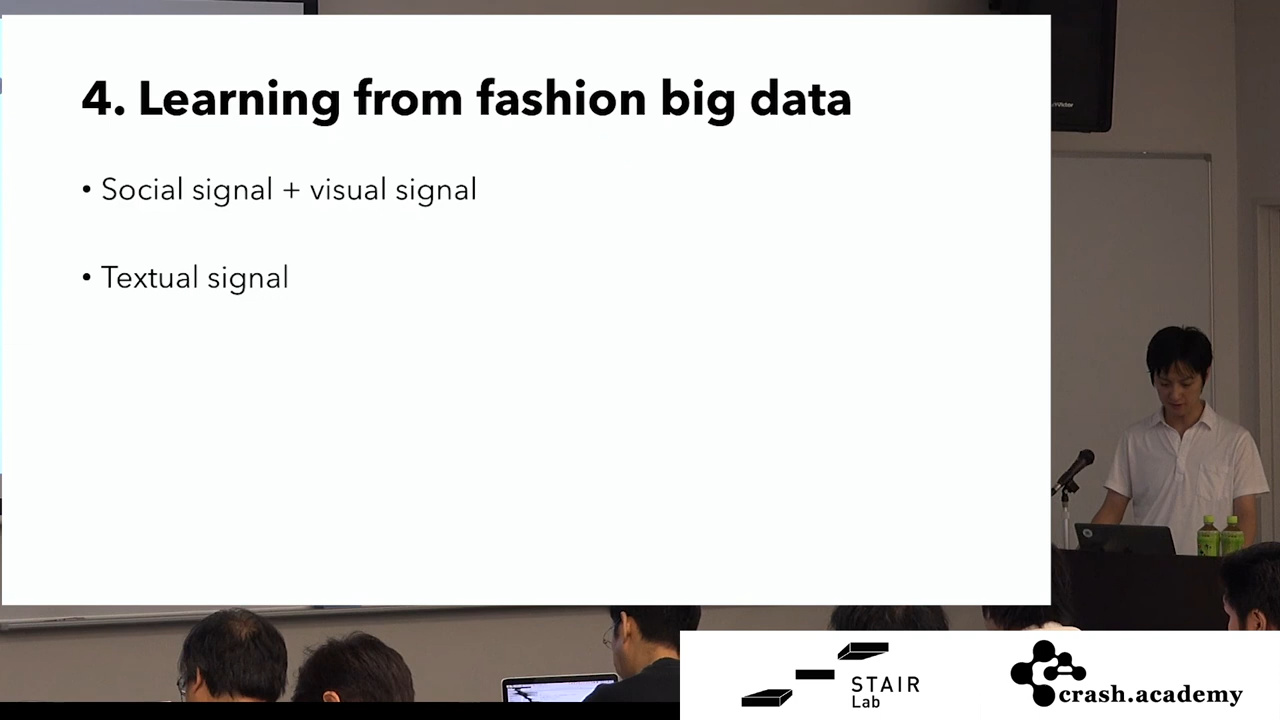 4. Learning from fashion big data
• Social signal + visual signal
• Textual signal
STAIR
Lab
crash.academy